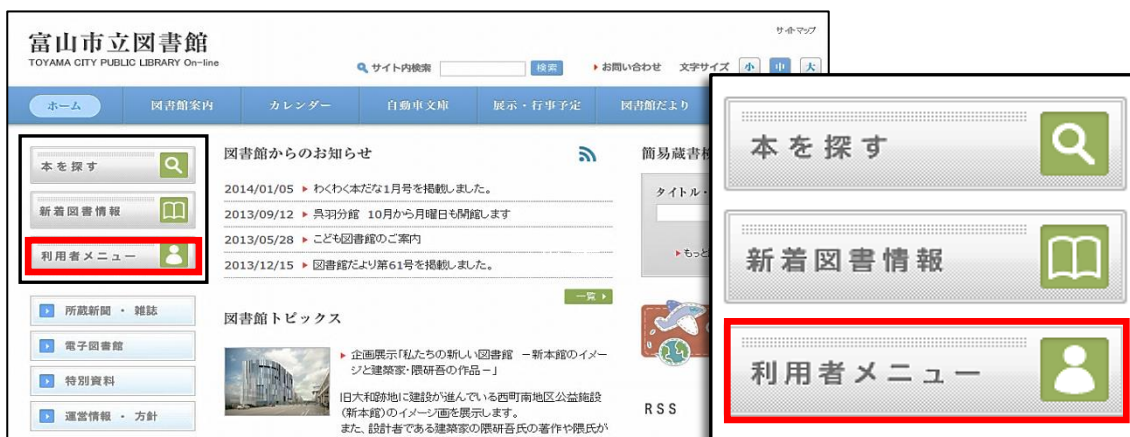 サイトマップ
富山市立図書館
TOYAMA CITY PUBLIC LIBRARY On-line
サイト内検索 検索 お問い合わせ 文字サイズ 小 中 大
ホーム 図書館案内 カレンダー 自動車文庫 展示・行事予定 図書館だより
本を探す
新着図書情報
利用者メニュー
所蔵新聞 ・ 雑誌
電子図書館
特別資料
運営情報 ・ 方針
図書館からのお知らせ
2014/01/05 わくわく本だな1月号を掲載しました。
2013/09/12 呉羽分館 10月から月曜日も開館します
2013/05/28 こども図書館のご案内
2013/12/15 図書館だより第61号を掲載しました。
一覧
図書館トピックス
企画展示「私たちの新しい図書館 －新本館のイメー
ジと建築家・隈研吾の作品－」
旧大和跡地に建設が進んでいる西町南地区公益施設
(新本館)のイメージ画を展示します。
また、設計者である建築家の隈研吾氏の著作や隈氏が
簡易蔵書検
タイトル・
もっと
RSS
本を探す
新着図書情報
利用者メニュー